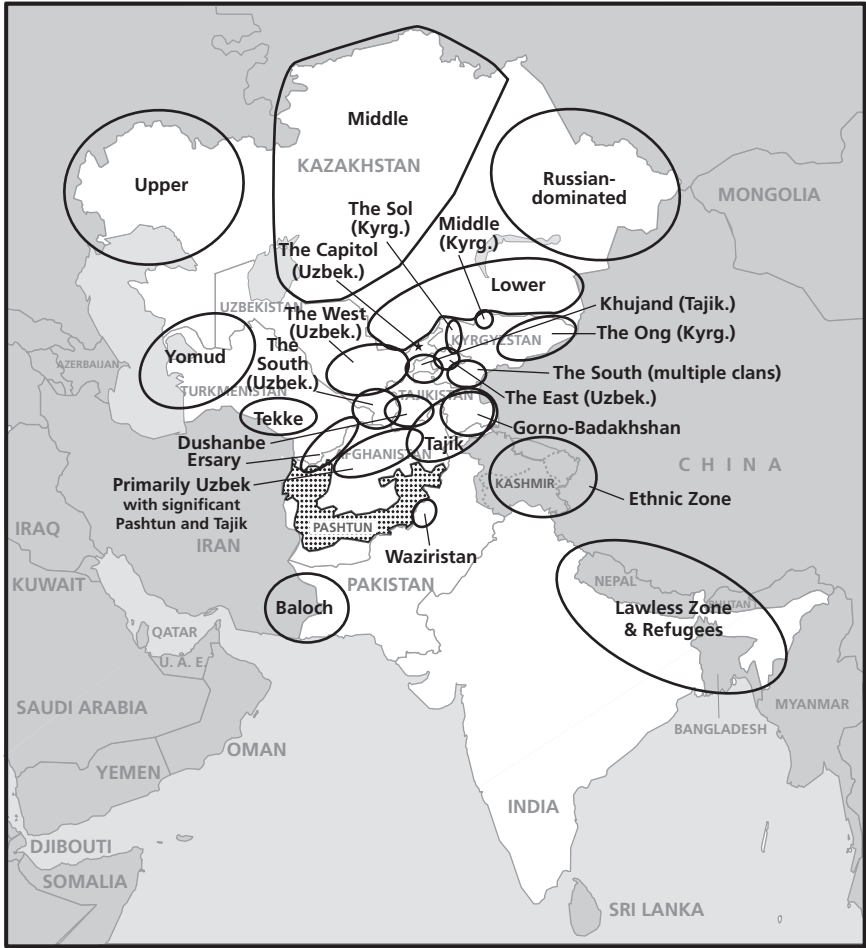 Middle
KAZAKHSTAN
Upper
Russian-
dominated
MONGOLIA
The Sol
(Kyrg.)
Middle
(Kyrg.)
The Capitol
(Uzbek.)
Lower
UZBEKISTAN
The West
(Uzbek.)
Khujand (Tajik.)
KYRGYZSTAN
The Ong (Kyrg.)
Yomud
AZERBAIJAN
The
South
(Uzbek.)
The South (multiple clans)
TURKMENISTAN
TAJIKISTAN
The East (Uzbek.)
Tekke
Gorno-Badakhshan
Dushanbe
Tajik
Ersary
AFGHANISTAN
CHINA
Primarily Uzbek
with significant
Pashtun and Tajik
KASHMIR
Ethnic Zone
PASHTUN
IRAQ
IRAN
Waziristan
KUWAIT
PAKISTAN
NEPAL
Baloch
Lawless Zone
& Refugees
BHUTAN
QATAR
U. A. E.
SAUDI ARABIA
MYANMAR
BANGLADESH
OMAN
YEMEN
INDIA
DJIBOUTI
SOMALIA
SRI LANKA